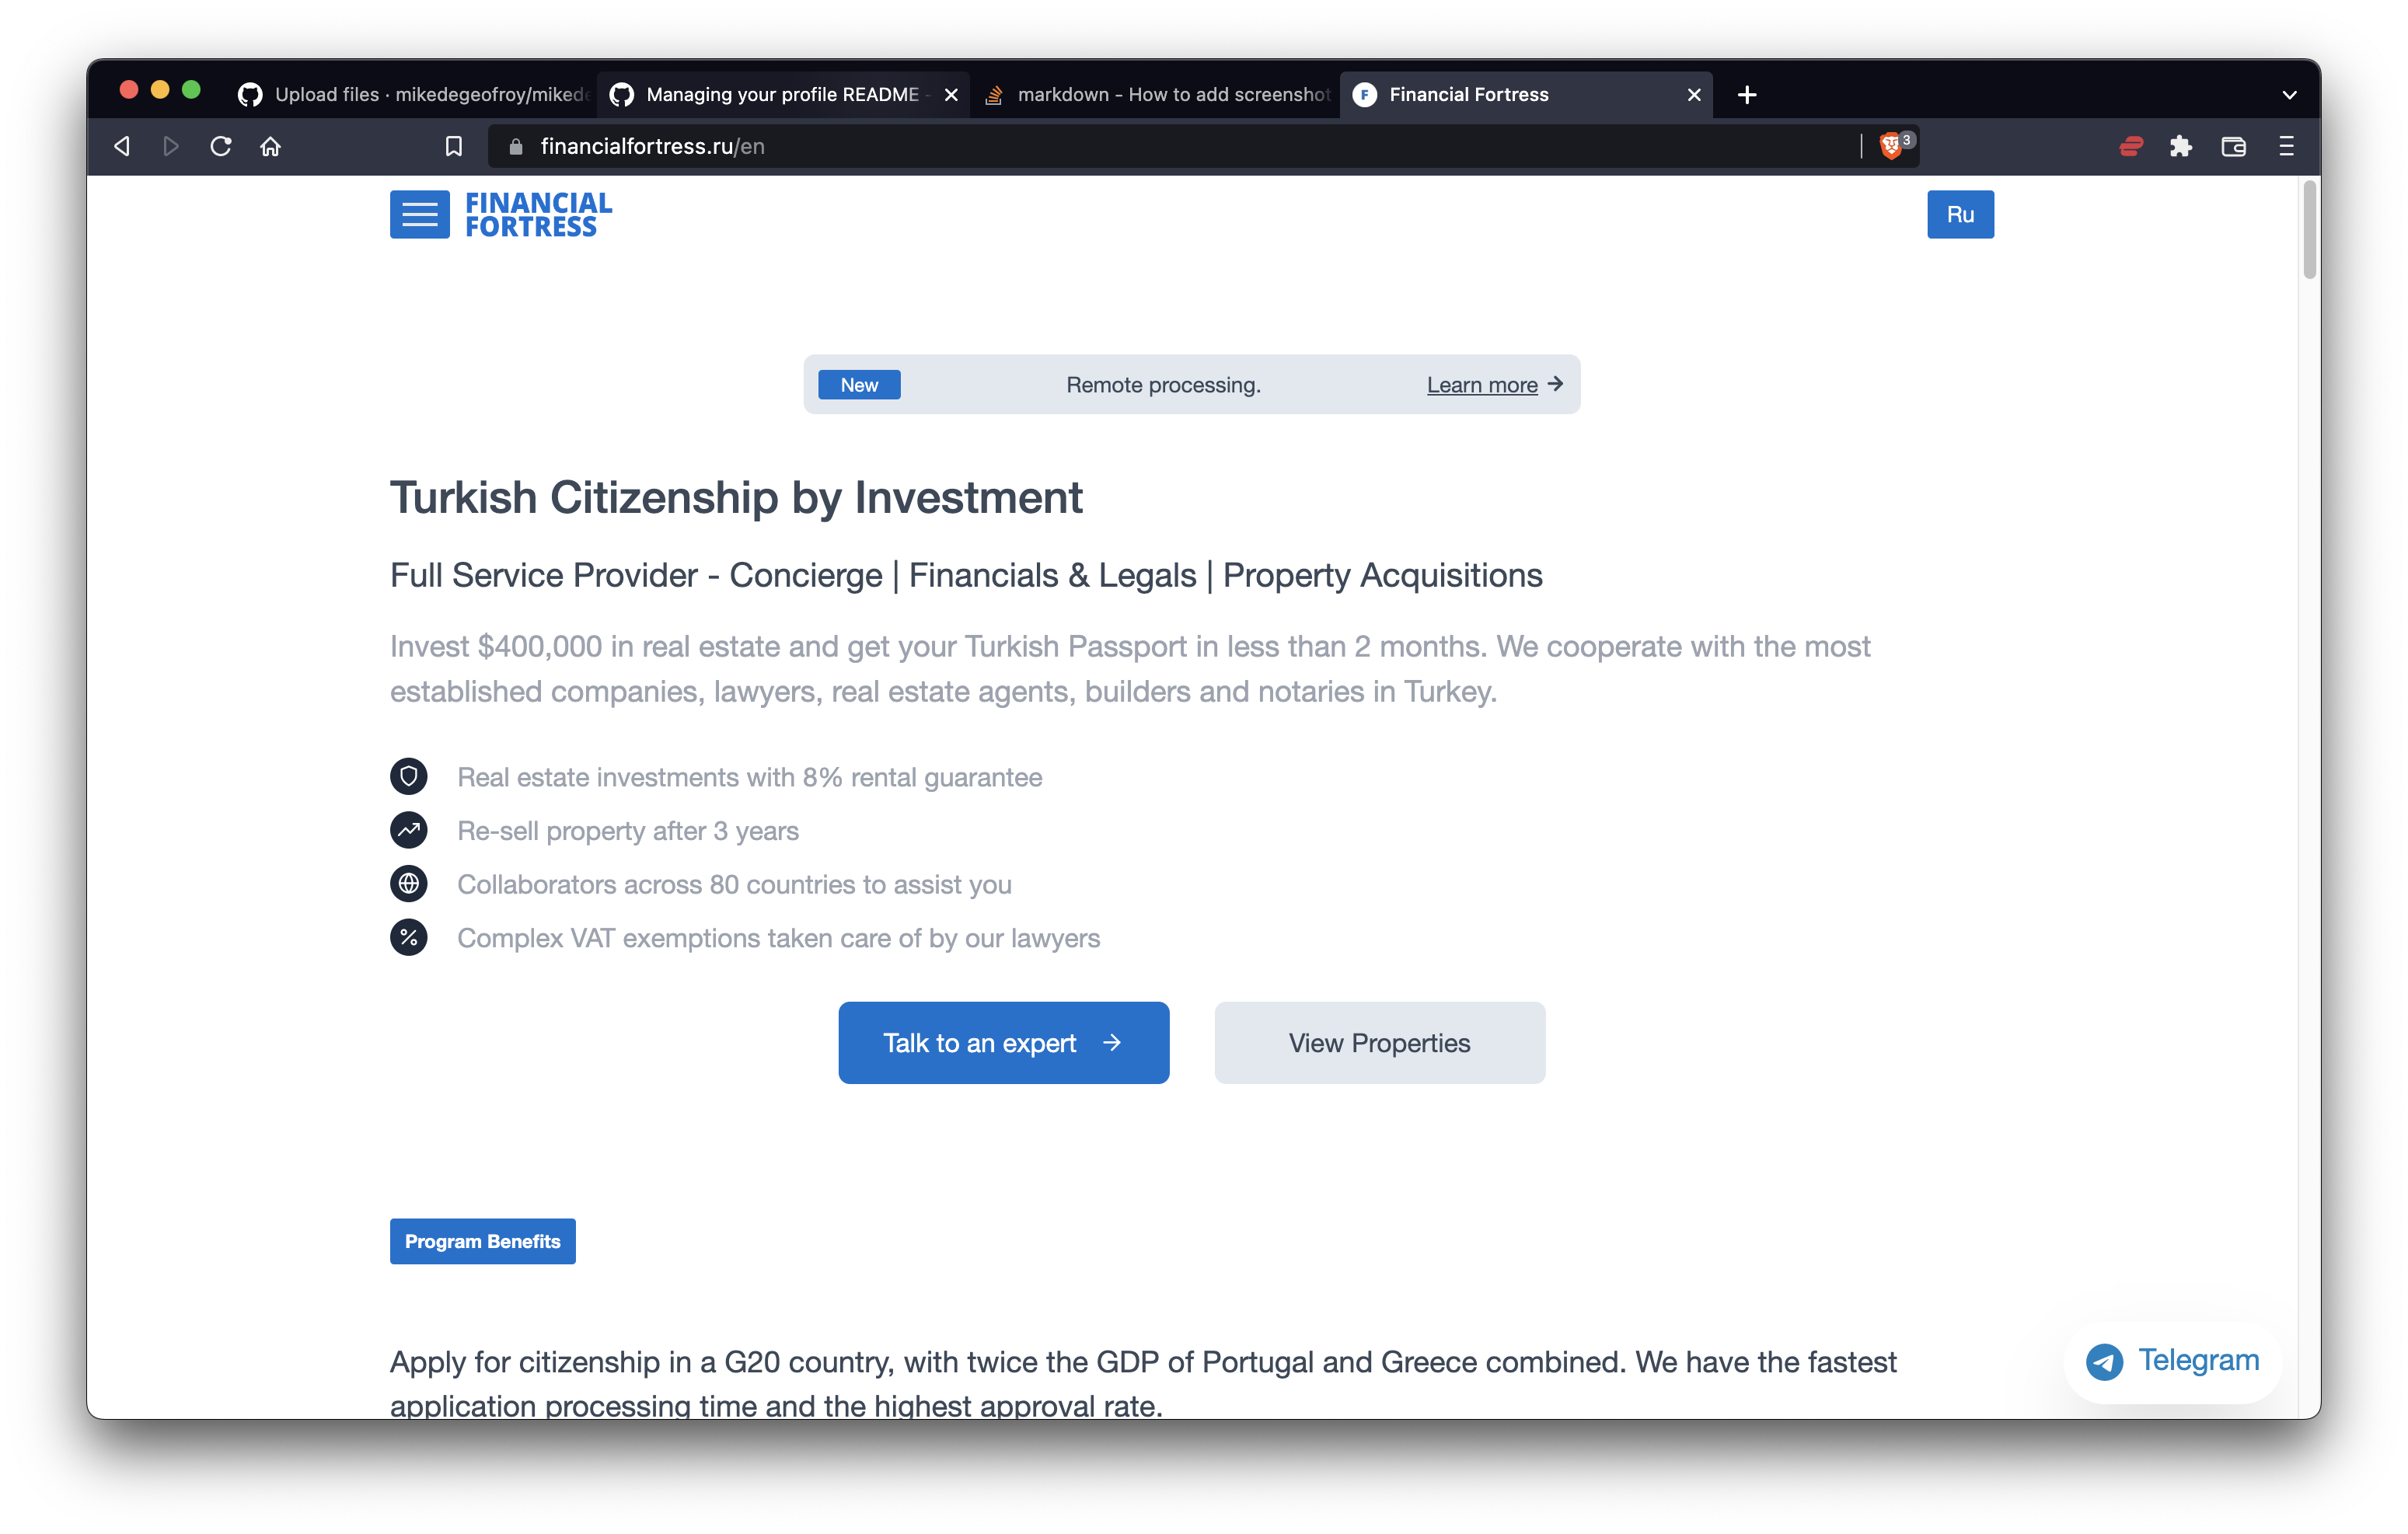 Upload files · mikedegeofroy/mikede
Managing your profile README -
markdown - How to add screenshot
F
Financial Fortress
financialfortress.ru/en
3
FINANCIAL
FORTRESS
Ru
New
Remote processing.
Learn more →
Turkish Citizenship by Investment
Full Service Provider - Concierge | Financials & Legals | Property Acquisitions
Invest $400,000 in real estate and get your Turkish Passport in less than 2 months. We cooperate with the most
established companies, lawyers, real estate agents, builders and notaries in Turkey.
Real estate investments with 8% rental guarantee
Re-sell property after 3 years
Collaborators across 80 countries to assist you
Complex VAT exemptions taken care of by our lawyers
Talk to an expert →
View Properties
Program Benefits
Apply for citizenship in a G20 country, with twice the GDP of Portugal and Greece combined. We have the fastest
application processing time and the highest approval rate.
Telegram